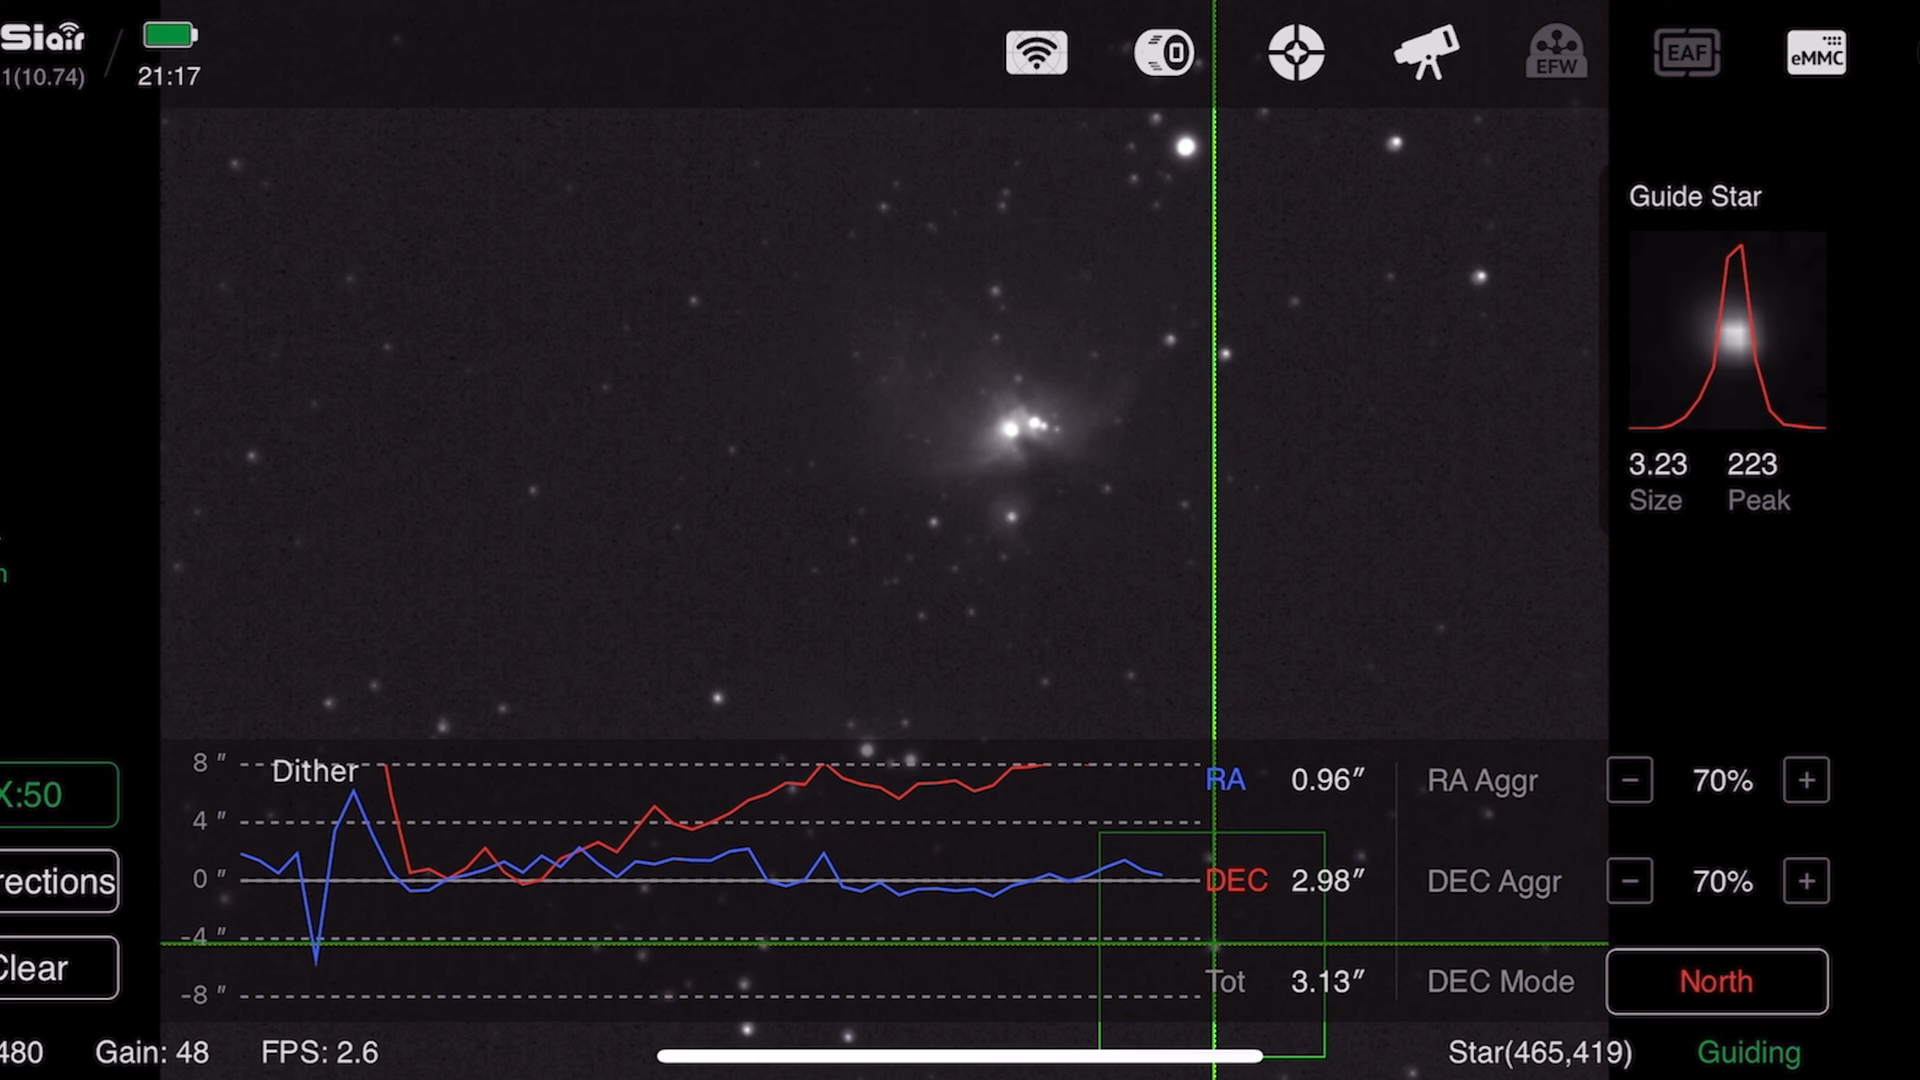 SIair
1(10.74)
21:17
EFW
EAF
eMMC
Guide Star
3.23 223
Size Peak
n
8 " Dither
4 "
0 "
-4 "
-8 "
X:50
rections
Clear
RA 0.96" RA Aggr − 70% +
DEC 2.98" DEC Aggr − 70% +
Tot 3.13" DEC Mode North
480 Gain: 48 FPS: 2.6 Star(465,419) Guiding